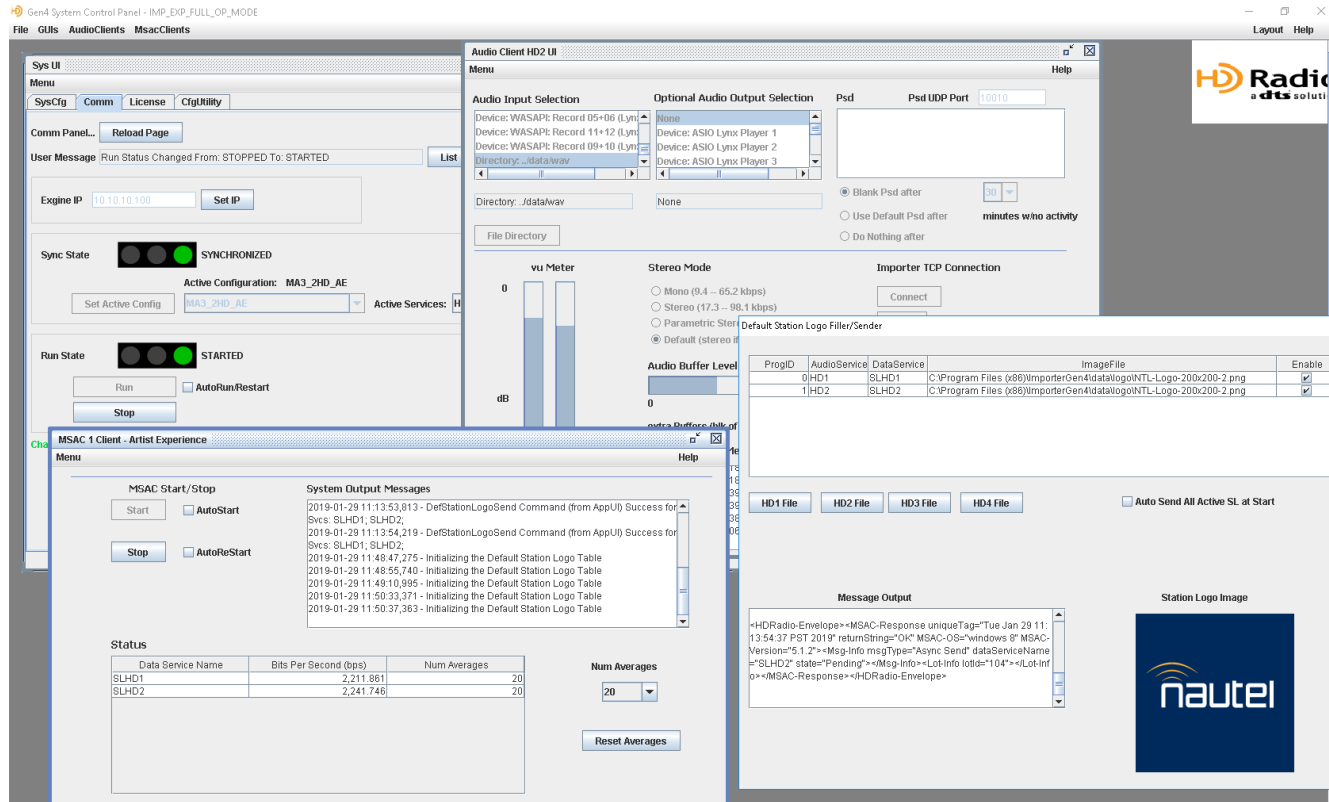 Gen4 System Control Panel - IMP_EXP_FULL_OP_MODE
File GUIs AudioClients MsacClients
Layout Help
HD Radio
a dts soluti
Sys UI
Menu
SysCfg Comm License CfgUtility
Comm Panel... Reload Page
User Message Run Status Changed From: STOPPED To: STARTED List
Exgine IP 10.10.10.100 Set IP
Sync State SYNCHRONIZED
Active Configuration: MA3_2HD_AE
Set Active Config MA3_2HD_AE Active Services: H
Run State STARTED
Run AutoRun/Restart
Stop
Cha
Audio Client HD2 UI
Menu Help
Audio Input Selection
Device: WASAPI: Record 05+06 (Lyn:
Device: WASAPI: Record 11+12 (Lyn:
Device: WASAPI: Record 09+10 (Lyn:
Directory: ../data/wav
Directory: ../data/wav
File Directory
Optional Audio Output Selection
None
Device: ASIO Lynx Player 1
Device: ASIO Lynx Player 2
Device: ASIO Lynx Player 3
None
Psd Psd UDP Port 10010
Blank Psd after 30
Use Default Psd after minutes w/no activity
Do Nothing after
vu Meter
0
dB
Stereo Mode
Mono (9.4 -- 65.2 kbps)
Stereo (17.3 -- 98.1 kbps)
Parametric Ster
Default (stereo if
Audio Buffer Level
0
extra Buffers (blk of
Importer TCP Connection
Connect
Default Station Logo Filler/Sender
ProgID AudioService DataService ImageFile Enable
0 HD1 SLHD1 C:\Program Files (x86)\ImporterGen4\data\logo\NTL-Logo-200x200-2.png
1 HD2 SLHD2 C:\Program Files (x86)\ImporterGen4\data\logo\NTL-Logo-200x200-2.png
HD1 File HD2 File HD3 File HD4 File Auto Send All Active SL at Start
Message Output
<HDRadio-Envelope><MSAC-Response uniqueTag="Tue Jan 29 11:
13:54:37 PST 2019" returnString="OK" MSAC-OS="windows 8" MSAC-
Version="5.1.2"><Msg-Info msgType="Async Send" dataServiceName
="SLHD2" state="Pending"></Msg-Info><Lot-Info lotId="104"></Lot-Inf
o></MSAC-Response></HDRadio-Envelope>
Station Logo Image
nautel
MSAC 1 Client - Artist Experience
Menu Help
MSAC Start/Stop
Start AutoStart
Stop AutoReStart
System Output Messages
2019-01-29 11:13:53,813 - DefStationLogoSend Command (from AppUI) Success for
Svcs: SLHD1; SLHD2;
2019-01-29 11:13:54,219 - DefStationLogoSend Command (from AppUI) Success for
Svcs: SLHD1; SLHD2;
2019-01-29 11:48:47,275 - Initializing the Default Station Logo Table
2019-01-29 11:48:55,740 - Initializing the Default Station Logo Table
2019-01-29 11:49:10,995 - Initializing the Default Station Logo Table
2019-01-29 11:50:33,371 - Initializing the Default Station Logo Table
2019-01-29 11:50:37,363 - Initializing the Default Station Logo Table
Status
Data Service Name Bits Per Second (bps) Num Averages
SLHD1 2,211.861 20
SLHD2 2,241.746 20
Num Averages
20
Reset Averages